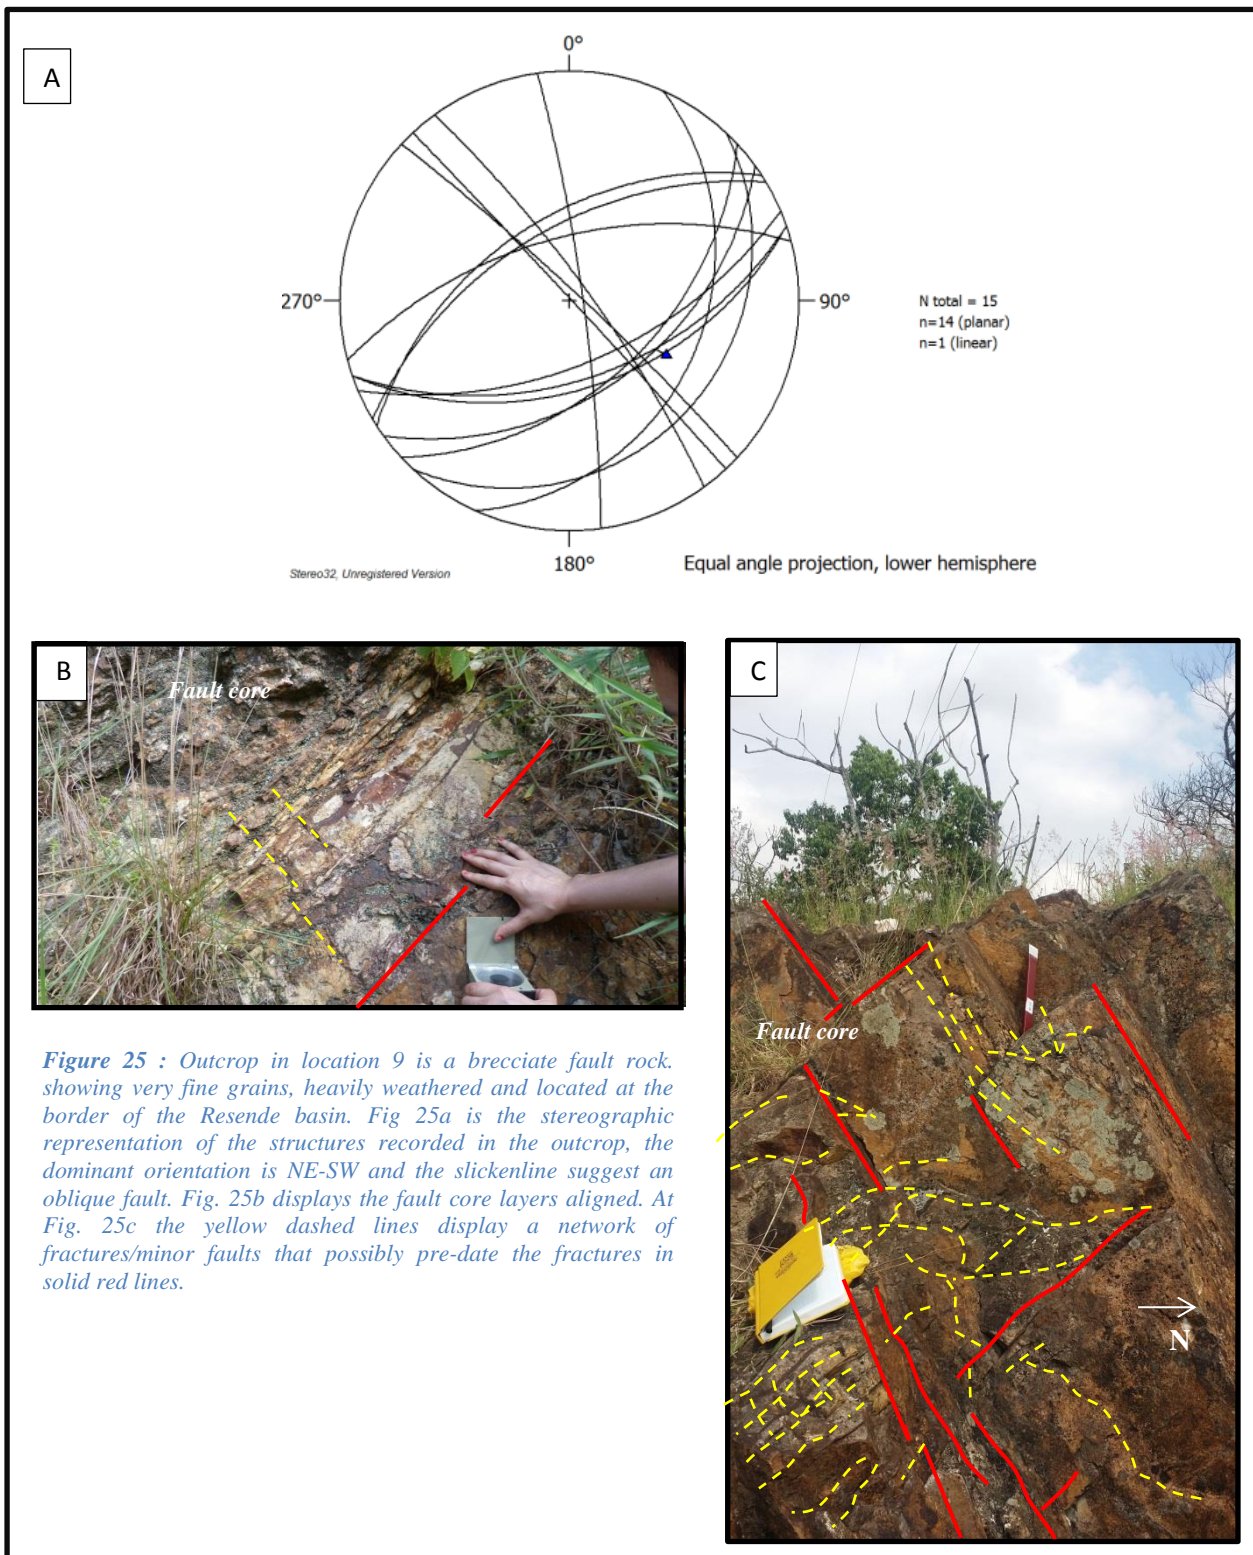 A
0°
270°
90°
180°
N total = 15
n=14 (planar)
n=1 (linear)
Stereo32, Unregistered Version
Equal angle projection, lower hemisphere
B
Fault core
C
Fault core
N
Figure 25 : Outcrop in location 9 is a brecciate fault rock.
showing very fine grains, heavily weathered and located at the
border of the Resende basin. Fig 25a is the stereographic
representation of the structures recorded in the outcrop, the
dominant orientation is NE-SW and the slickenline suggest an
oblique fault. Fig. 25b displays the fault core layers aligned. At
Fig. 25c the yellow dashed lines display a network of
fractures/minor faults that possibly pre-date the fractures in
solid red lines.